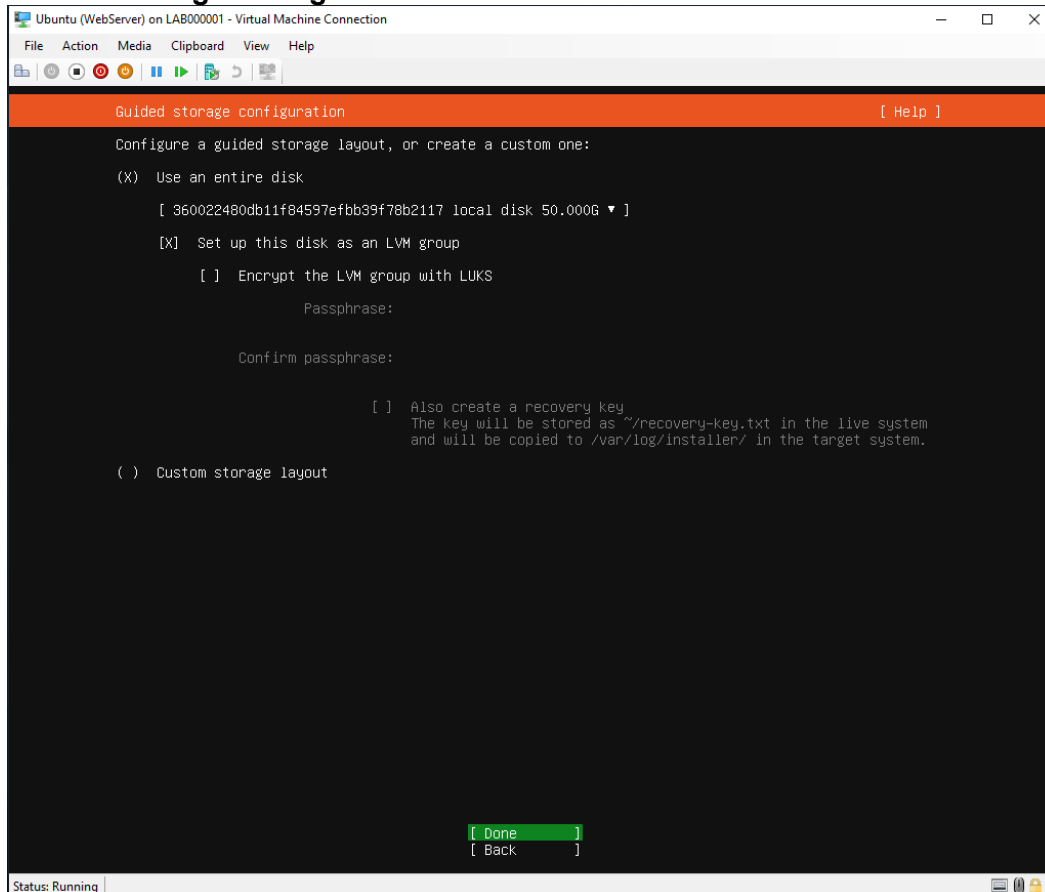 Ubuntu (WebServer) on LAB000001 - Virtual Machine Connection
File Action Media Clipboard View Help
Guided storage configuration [ Help ]
Configure a guided storage layout, or create a custom one:
(X) Use an entire disk
[ 360022480db11f84597efbb39f78b2117 local disk 50.000G ▾ ]
[X] Set up this disk as an LVM group
[ ] Encrypt the LVM group with LUKS
Passphrase:
Confirm passphrase:
[ ] Also create a recovery key
The key will be stored as ~/recovery-key.txt in the live system
and will be copied to /var/log/installer/ in the target system.
( ) Custom storage layout
[ Done ]
[ Back ]
Status: Running